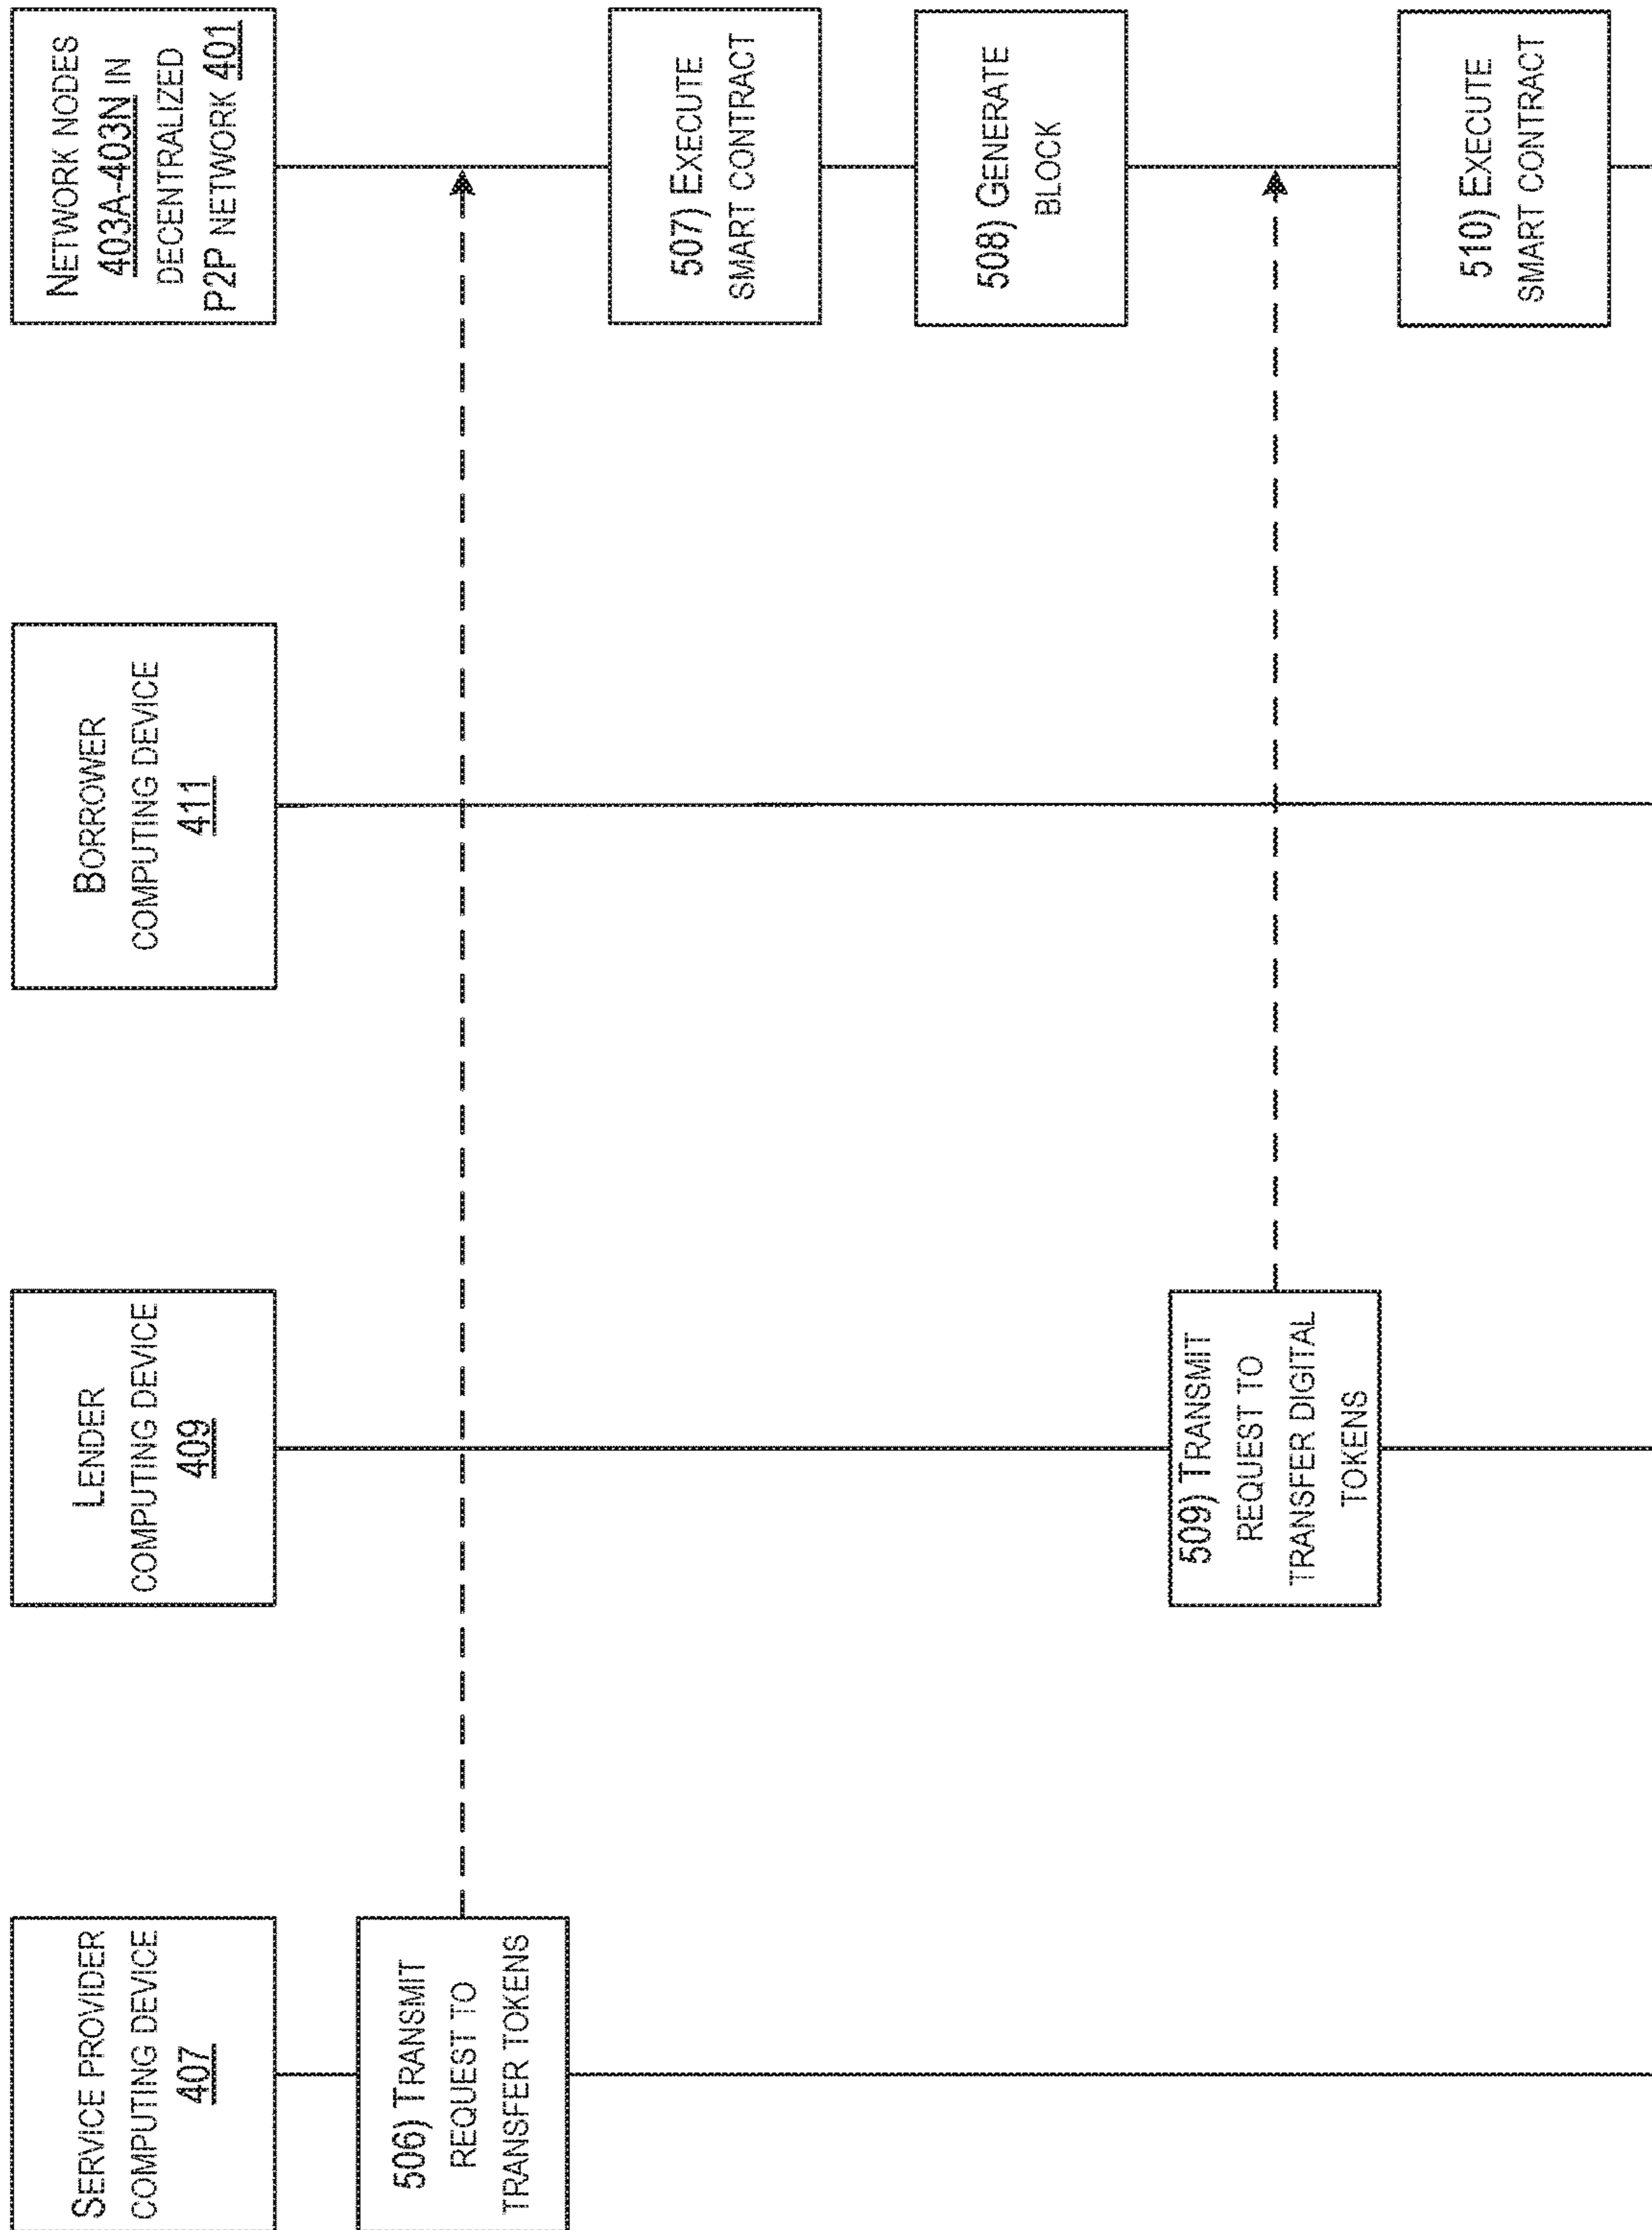 SERVICE PROVIDER
COMPUTING DEVICE
407
LENDER
COMPUTING DEVICE
409
BORROWER
COMPUTING DEVICE
411
NETWORK NODES
403A-403N IN
DECENTRALIZED
P2P NETWORK 401
506) TRANSMIT
REQUEST TO
TRANSFER TOKENS
507) EXECUTE
SMART CONTRACT
508) GENERATE
BLOCK
509) TRANSMIT
REQUEST TO
TRANSFER DIGITAL
TOKENS
510) EXECUTE
SMART CONTRACT